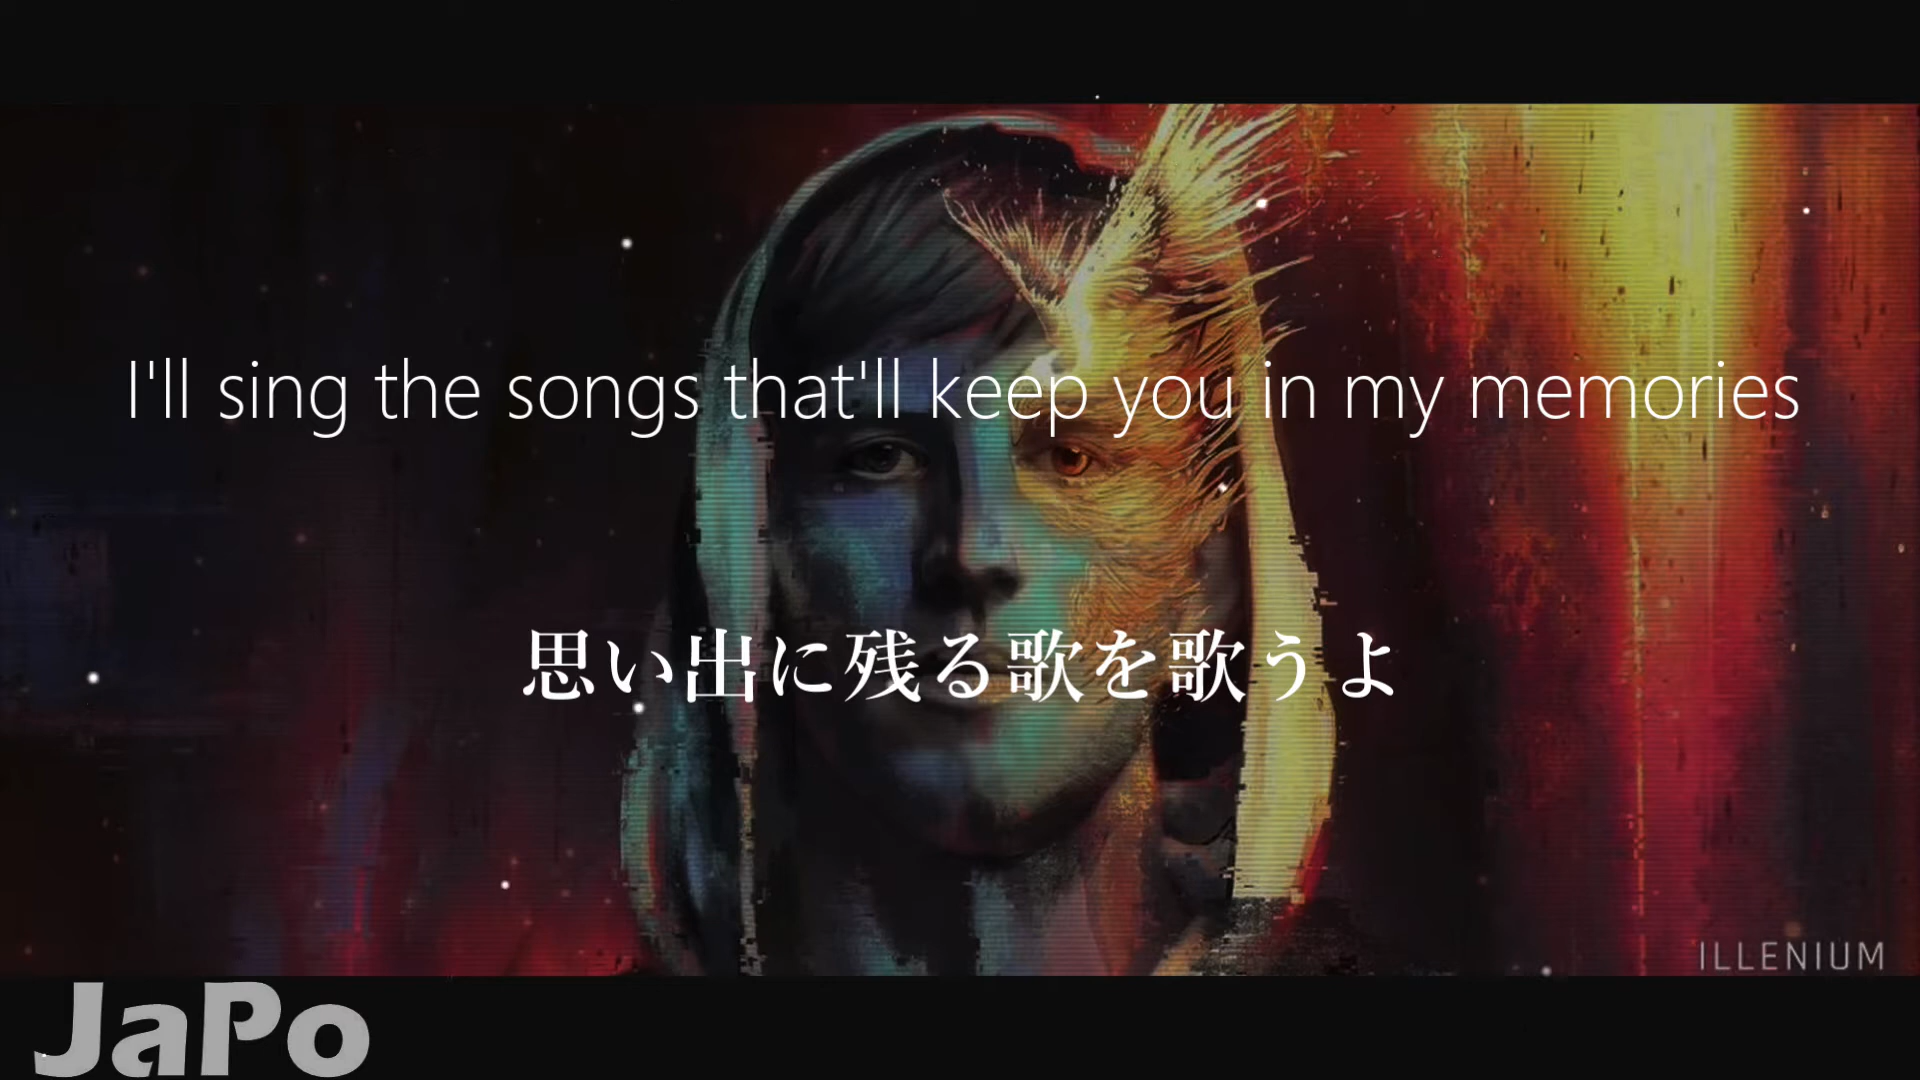 I'll sing the songs that'll keep you in my memories
思い出に残る歌を歌うよ
ILLENIUM
JaPo